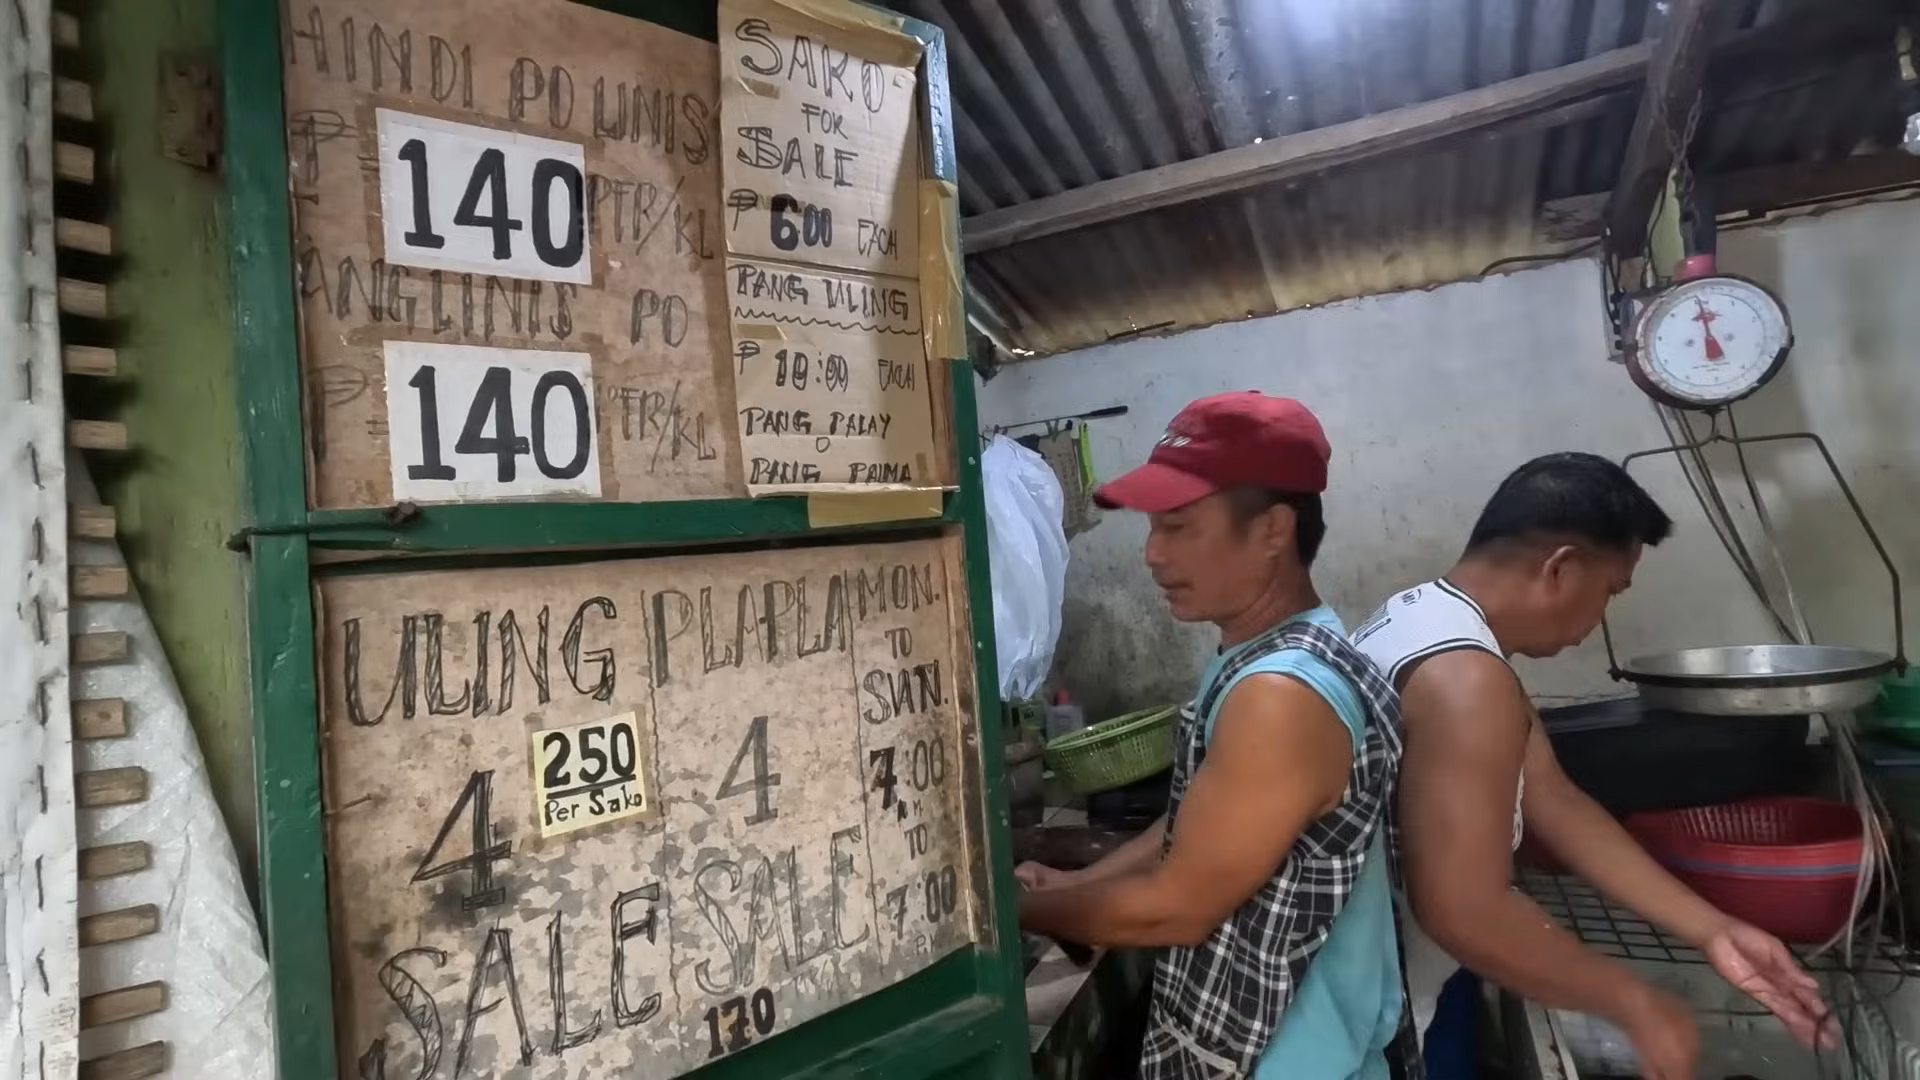 HINDI PO LINIS
₱ 140 PER/KL
ANG LINIS PO
₱ 140 PER/KL
SAKO
FOR
SALE
₱ 6:00 EACH
PANG ULING
₱ 10:00 EACH
PANG PALAY
O
PANG PALMA
ULING
4
250
Per Sako
SALE
PLAPLA
4
SALE
170
MON.
TO
SUN.
7:00
A.M
TO
7:00
P.M